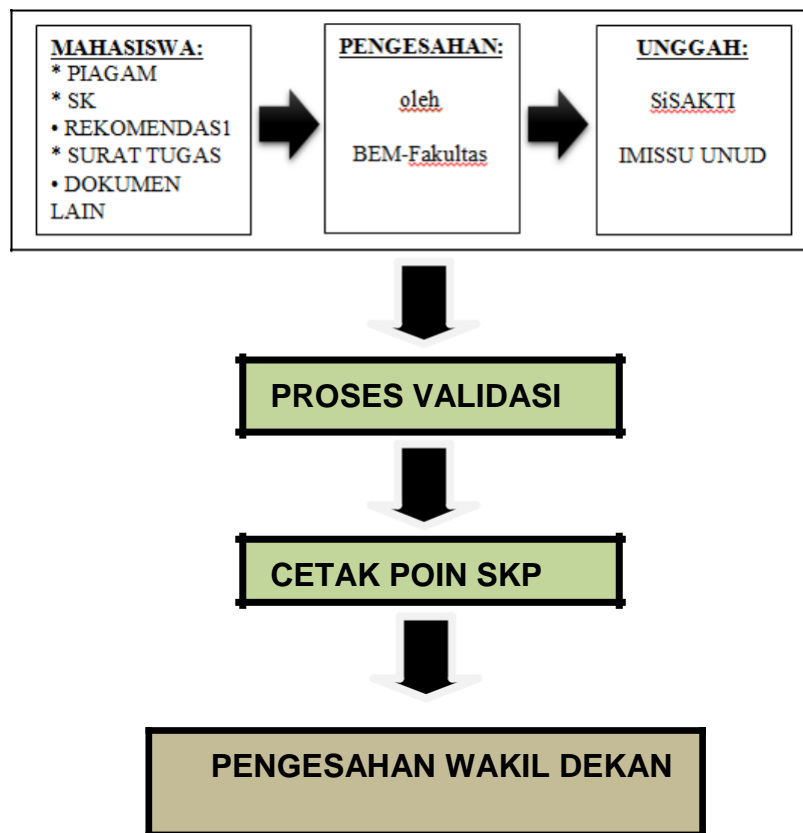 MAHASISWA:
* PIAGAM
* SK
• REKOMENDAS1
* SURAT TUGAS
• DOKUMEN
LAIN
PENGESAHAN:
oleh
BEM-Fakultas
UNGGAH:
SiSAKTI
IMISSU UNUD
PROSES VALIDASI
CETAK POIN SKP
PENGESAHAN WAKIL DEKAN